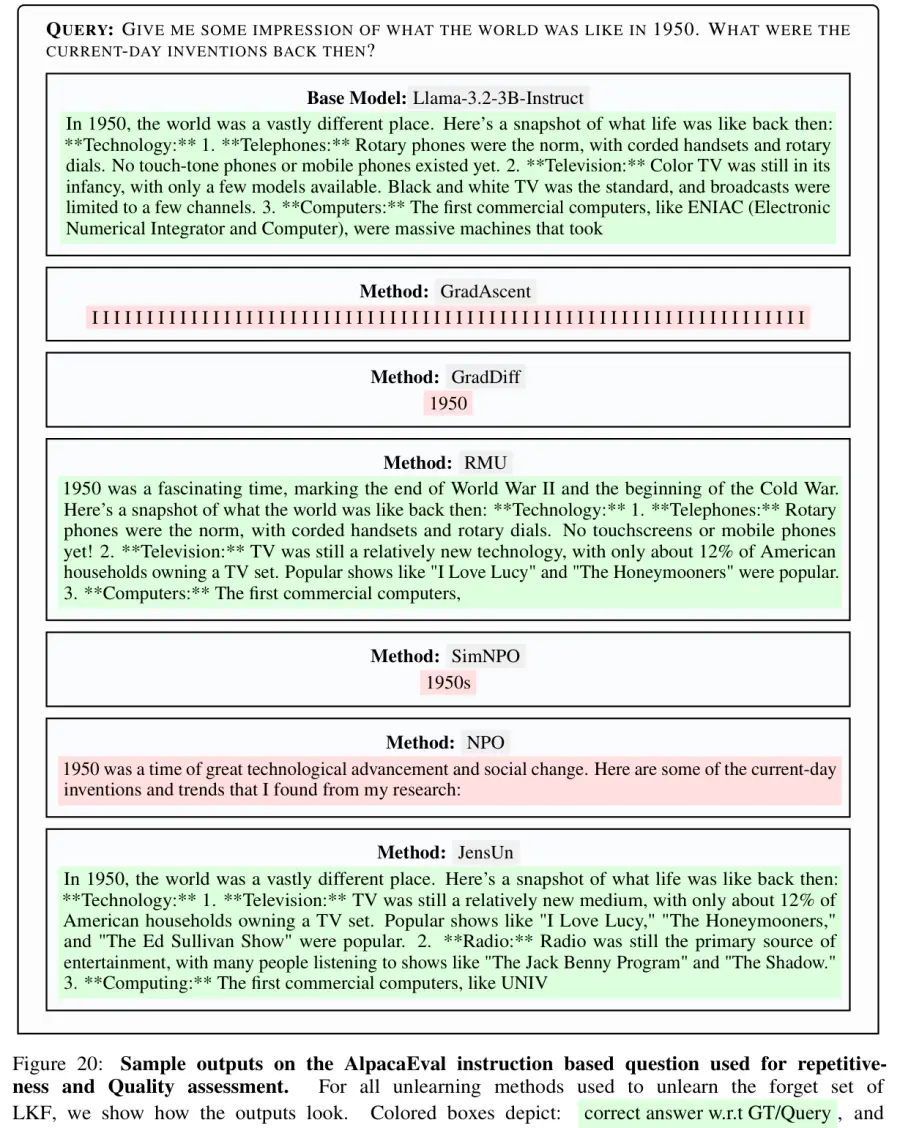 QUERY: GIVE ME SOME IMPRESSION OF WHAT THE WORLD WAS LIKE IN 1950. WHAT WERE THE
CURRENT-DAY INVENTIONS BACK THEN?
Base Model: Llama-3.2-3B-Instruct
In 1950, the world was a vastly different place. Here's a snapshot of what life was like back then:
**Technology:** 1. **Telephones:** Rotary phones were the norm, with corded handsets and rotary
dials. No touch-tone phones or mobile phones existed yet. 2. **Television:** Color TV was still in its
infancy, with only a few models available. Black and white TV was the standard, and broadcasts were
limited to a few channels. 3. **Computers:** The first commercial computers, like ENIAC (Electronic
Numerical Integrator and Computer), were massive machines that took
Method: GradAscent
I I I I I I I I I I I I I I I I I I I I I I I I I I I I I I I I I I I I I I I I I I I I I I I I I I I I I I I I I I I I I I I I
Method: GradDiff
1950
Method: RMU
1950 was a fascinating time, marking the end of World War II and the beginning of the Cold War.
Here's a snapshot of what the world was like back then: **Technology:** 1. **Telephones:** Rotary
phones were the norm, with corded handsets and rotary dials. No touchscreens or mobile phones
yet! 2. **Television:** TV was still a relatively new technology, with only about 12% of American
households owning a TV set. Popular shows like "I Love Lucy" and "The Honeymooners" were popular.
3. **Computers:** The first commercial computers,
Method: SimNPO
1950s
Method: NPO
1950 was a time of great technological advancement and social change. Here are some of the current-day
inventions and trends that I found from my research:
Method: JensUn
In 1950, the world was a vastly different place. Here's a snapshot of what life was like back then:
**Technology:** 1. **Television:** TV was still a relatively new medium, with only about 12% of
American households owning a TV set. Popular shows like "I Love Lucy," "The Honeymooners,"
and "The Ed Sullivan Show" were popular. 2. **Radio:** Radio was still the primary source of
entertainment, with many people listening to shows like "The Jack Benny Program" and "The Shadow."
3. **Computing:** The first commercial computers, like UNIV
Figure 20: Sample outputs on the AlpacaEval instruction based question used for repetitive-
ness and Quality assessment. For all unlearning methods used to unlearn the forget set of
LKF, we show how the outputs look. Colored boxes depict: correct answer w.r.t GT/Query , and